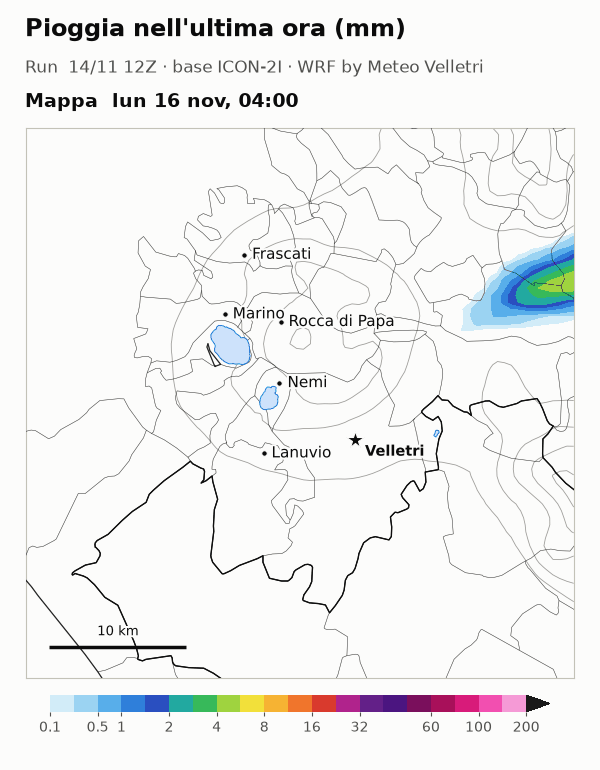 Pioggia nell'ultima ora (mm)
Run  14/11 12Z · base ICON-2I · WRF by Meteo Velletri
Mappa  lun 16 nov, 04:00
Frascati
Marino
Rocca di Papa
Nemi
Velletri
Lanuvio
10 km
0.1 0.5 1 2 4 8 16 32 60 100 200